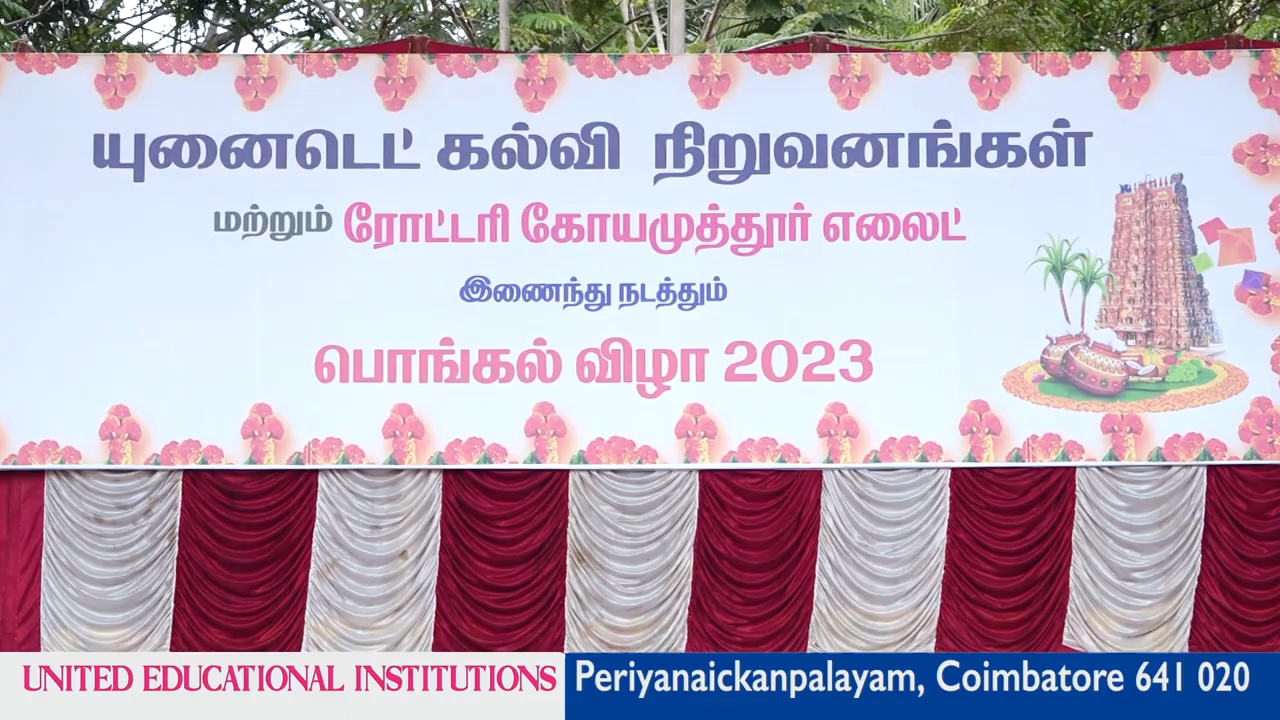 யுனைடெட் கல்வி நிறுவனங்கள்
மற்றும் ரோட்டரி கோயமுத்தூர் எலைட்
இணைந்து நடத்தும்
பொங்கல் விழா 2023
UNITED EDUCATIONAL INSTITUTIONS Periyanaickanpalayam, Coimbatore 641 020